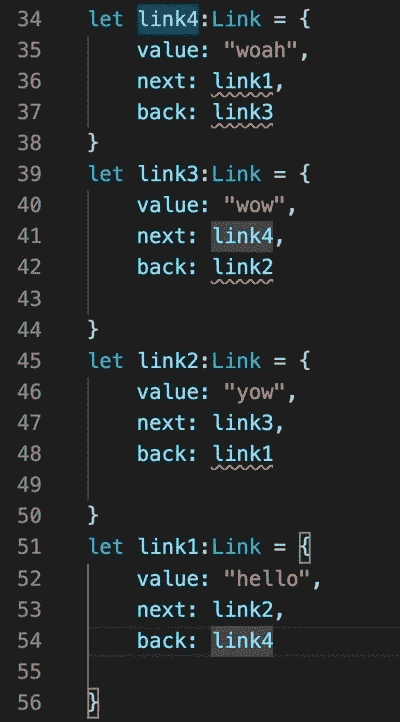 34 let link4:Link = {
35 value: "woah",
36 next: link1,
37 back: link3
38 }
39 let link3:Link = {
40 value: "wow",
41 next: link4,
42 back: link2
43
44 }
45 let link2:Link = {
46 value: "yow",
47 next: link3,
48 back: link1
49
50 }
51 let link1:Link = {
52 value: "hello",
53 next: link2,
54 back: link4
55
56 }